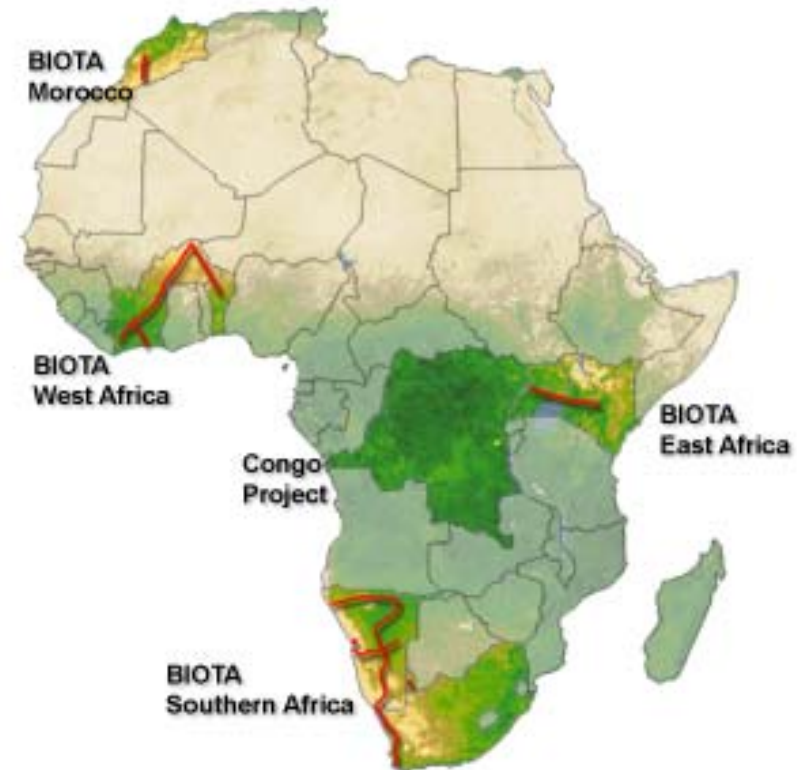 BIOTA
Morocco
BIOTA
West Africa
BIOTA
East Africa
Congo
Project
BIOTA
Southern Africa